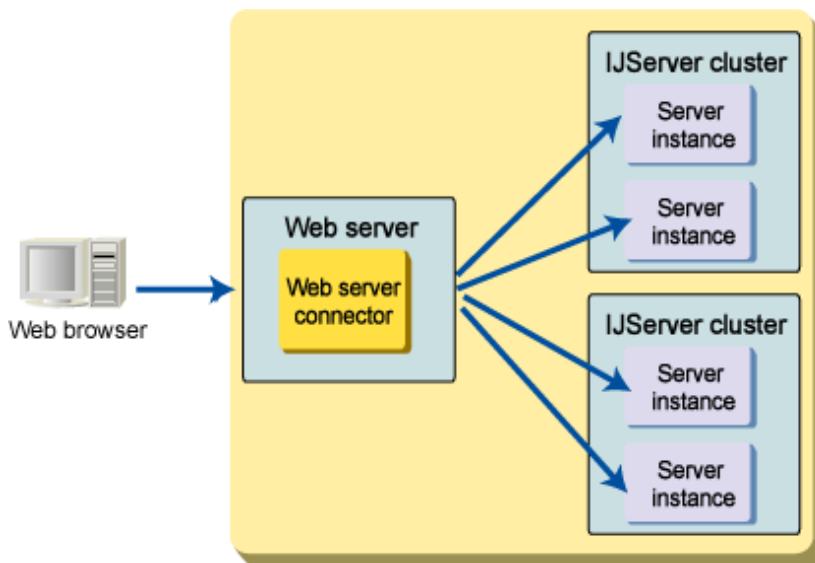 Web browser
Web server
Web server
connector
IJServer cluster
Server
instance
Server
instance
IJServer cluster
Server
instance
Server
instance